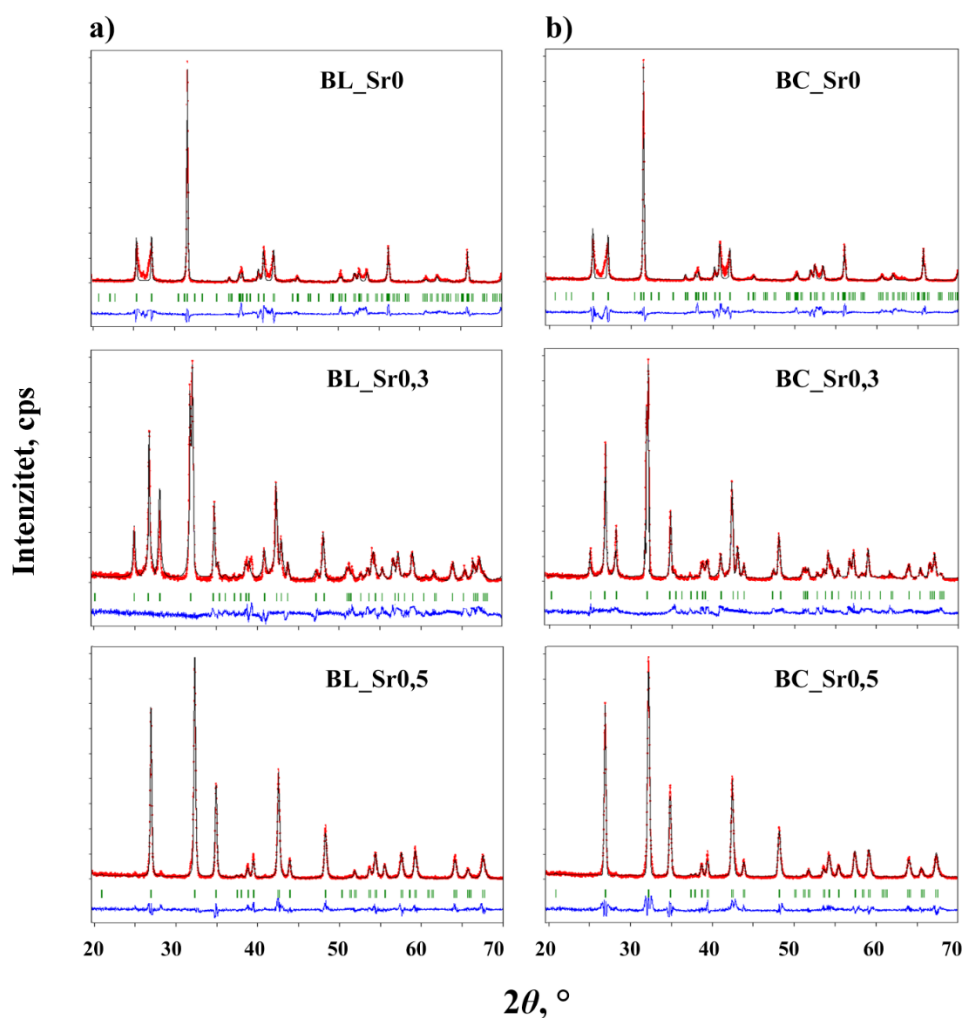 a)
b)
BL_Sr0
BC_Sr0
BL_Sr0,3
BC_Sr0,3
Intenzitet, cps
BL_Sr0,5
BC_Sr0,5
20 30 40 50 60 70
20 30 40 50 60 70
2θ, °